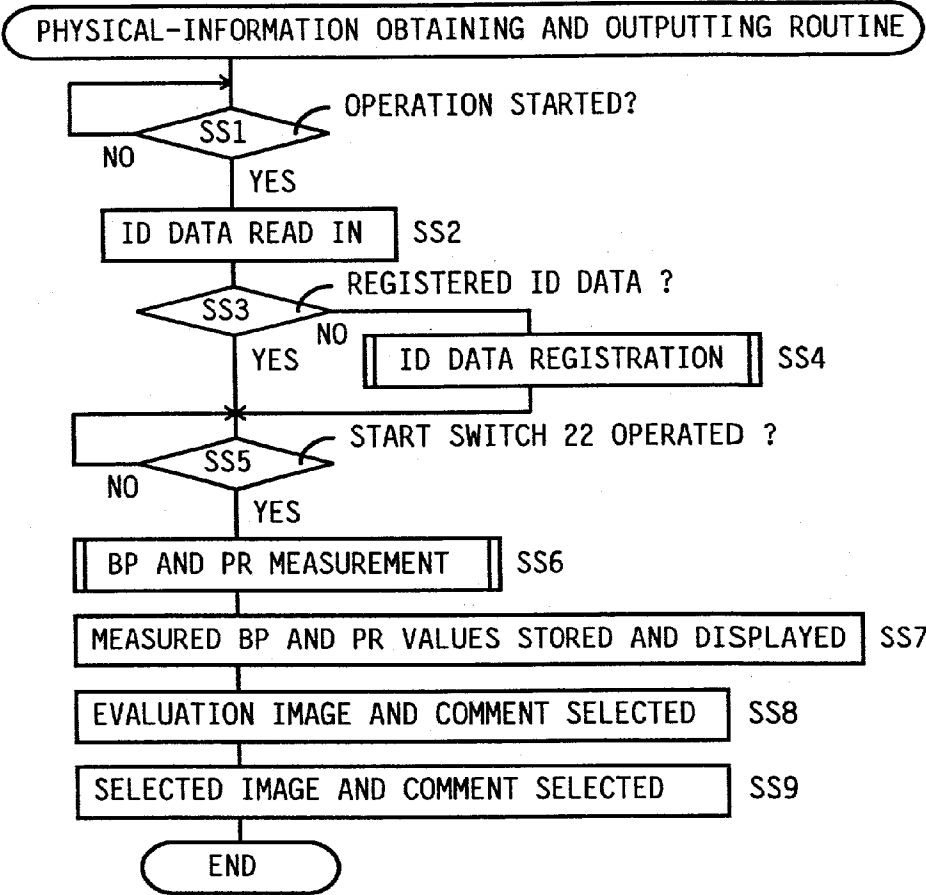 PHYSICAL-INFORMATION OBTAINING AND OUTPUTTING ROUTINE
OPERATION STARTED?
SS1
NO
YES
ID DATA READ IN SS2
REGISTERED ID DATA ?
SS3
NO
YES
ID DATA REGISTRATION SS4
START SWITCH 22 OPERATED ?
SS5
NO
YES
BP AND PR MEASUREMENT SS6
MEASURED BP AND PR VALUES STORED AND DISPLAYED SS7
EVALUATION IMAGE AND COMMENT SELECTED SS8
SELECTED IMAGE AND COMMENT SELECTED SS9
END